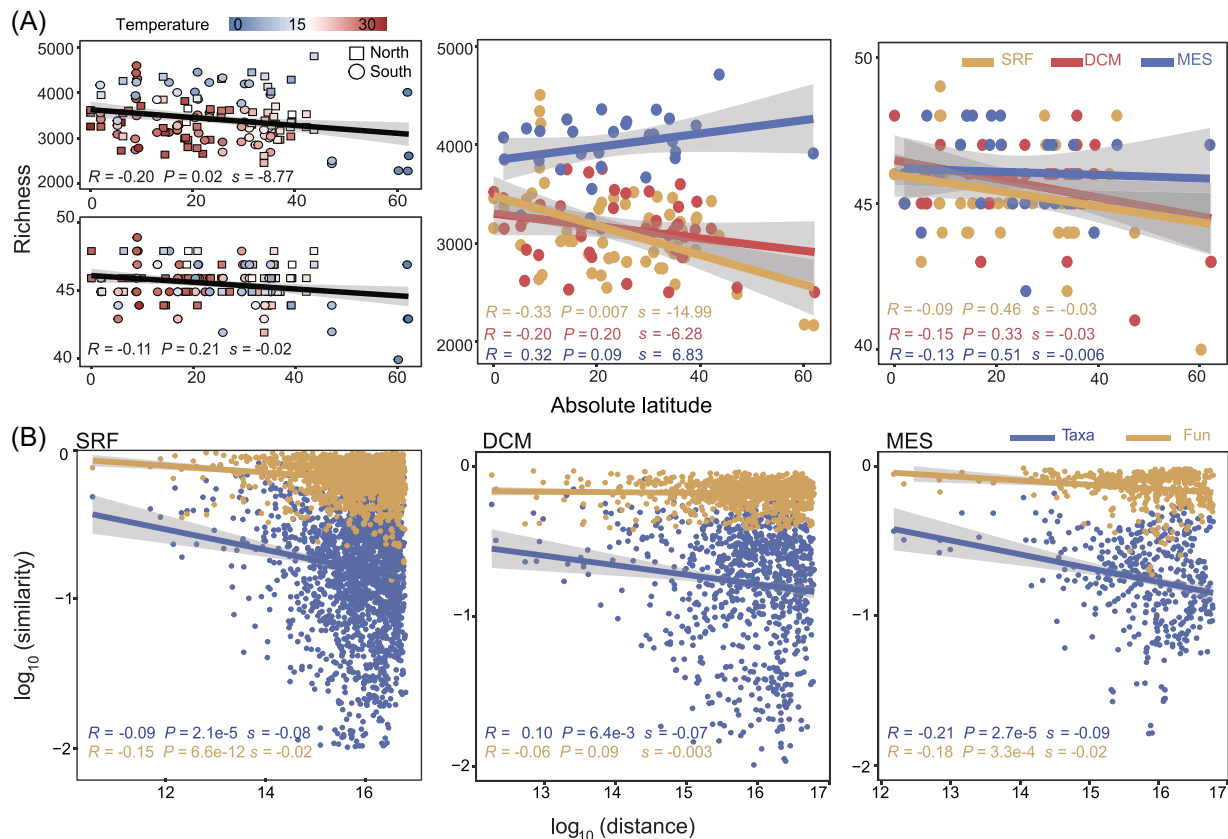 (A)
Temperature 0 15 30
North
South
Richness
5000
4000
3000
2000
R = -0.20 P = 0.02 s = -8.77
0 20 40 60
50
45
40
R = -0.11 P = 0.21 s = -0.02
0 20 40 60
5000
4000
3000
2000
R = -0.33 P = 0.007 s = -14.99
R = -0.20 P = 0.20 s = -6.28
R = 0.32 P = 0.09 s = 6.83
0 20 40 60
SRF DCM MES
50
45
40
R = -0.09 P = 0.46 s = -0.03
R = -0.15 P = 0.33 s = -0.03
R = -0.13 P = 0.51 s = -0.006
0 20 40 60
Absolute latitude
(B)
SRF
log10 (similarity)
0
−1
−2
R = -0.09 P = 2.1e-5 s = -0.08
R = -0.15 P = 6.6e-12 s = -0.02
12 14 16
DCM
0
−1
−2
R = 0.10 P = 6.4e-3 s = -0.07
R = -0.06 P = 0.09 s = -0.003
13 14 15 16 17
MES
Taxa Fun
0
−1
−2
R = -0.21 P = 2.7e-5 s = -0.09
R = -0.18 P = 3.3e-4 s = -0.02
12 13 14 15 16 17
log10 (distance)